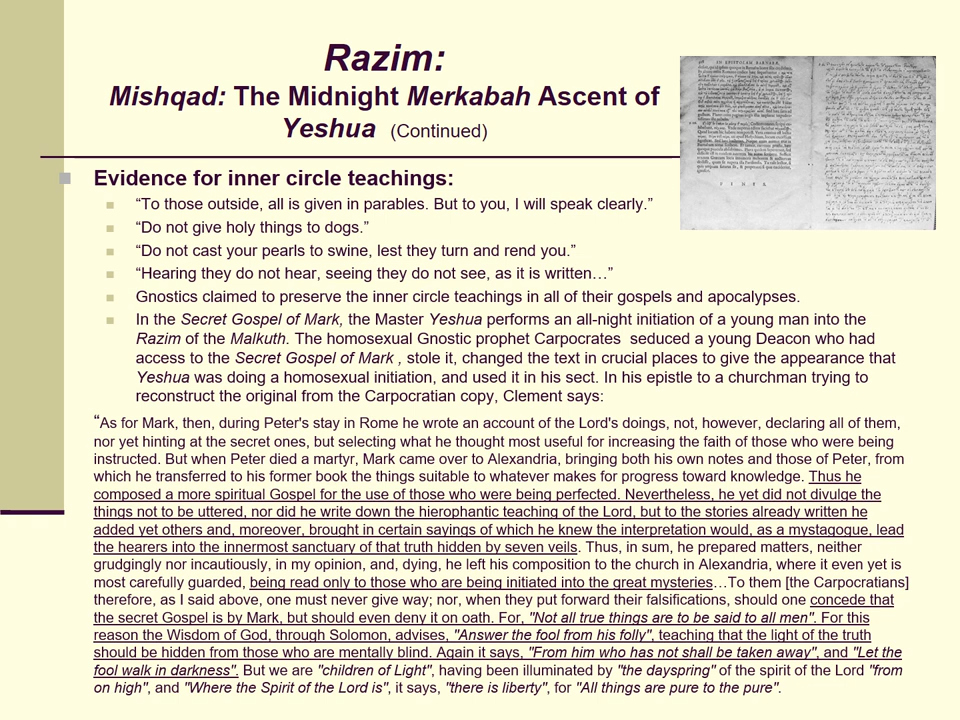 Razim:
Mishqad: The Midnight Merkabah Ascent of
Yeshua (Continued)
Evidence for inner circle teachings:
“To those outside, all is given in parables. But to you, I will speak clearly.”
“Do not give holy things to dogs.”
“Do not cast your pearls to swine, lest they turn and rend you.”
“Hearing they do not hear, seeing they do not see, as it is written…”
Gnostics claimed to preserve the inner circle teachings in all of their gospels and apocalypses.
In the Secret Gospel of Mark, the Master Yeshua performs an all-night initiation of a young man into the
Razim of the Malkuth. The homosexual Gnostic prophet Carpocrates seduced a young Deacon who had
access to the Secret Gospel of Mark , stole it, changed the text in crucial places to give the appearance that
Yeshua was doing a homosexual initiation, and used it in his sect. In his epistle to a churchman trying to
reconstruct the original from the Carpocratian copy, Clement says:
“As for Mark, then, during Peter's stay in Rome he wrote an account of the Lord's doings, not, however, declaring all of them,
nor yet hinting at the secret ones, but selecting what he thought most useful for increasing the faith of those who were being
instructed. But when Peter died a martyr, Mark came over to Alexandria, bringing both his own notes and those of Peter, from
which he transferred to his former book the things suitable to whatever makes for progress toward knowledge. Thus he
composed a more spiritual Gospel for the use of those who were being perfected. Nevertheless, he yet did not divulge the
things not to be uttered, nor did he write down the hierophantic teaching of the Lord, but to the stories already written he
added yet others and, moreover, brought in certain sayings of which he knew the interpretation would, as a mystagogue, lead
the hearers into the innermost sanctuary of that truth hidden by seven veils. Thus, in sum, he prepared matters, neither
grudgingly nor incautiously, in my opinion, and, dying, he left his composition to the church in Alexandria, where it even yet is
most carefully guarded, being read only to those who are being initiated into the great mysteries…To them [the Carpocratians]
therefore, as I said above, one must never give way; nor, when they put forward their falsifications, should one concede that
the secret Gospel is by Mark, but should even deny it on oath. For, "Not all true things are to be said to all men". For this
reason the Wisdom of God, through Solomon, advises, "Answer the fool from his folly", teaching that the light of the truth
should be hidden from those who are mentally blind. Again it says, "From him who has not shall be taken away", and "Let the
fool walk in darkness". But we are "children of Light", having been illuminated by "the dayspring" of the spirit of the Lord "from
on high", and "Where the Spirit of the Lord is", it says, "there is liberty", for "All things are pure to the pure".
IN EPISTOLAM BARNABÆ.
FINIS.